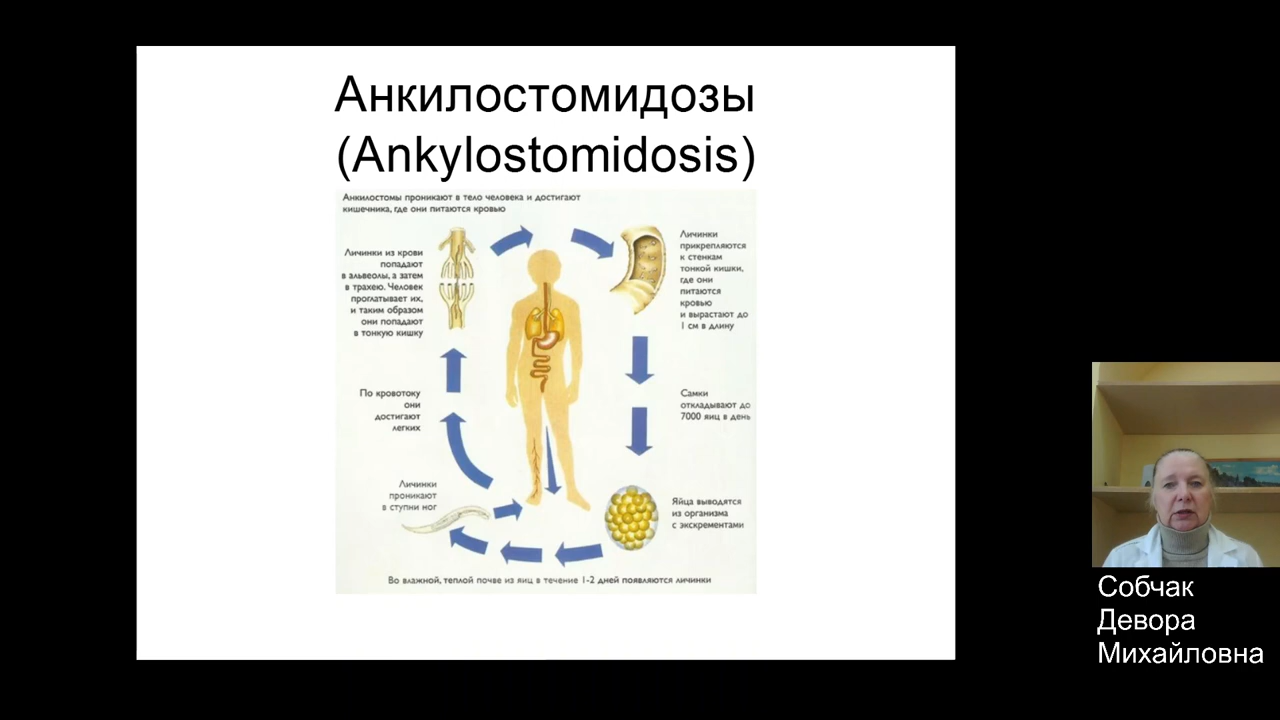 Анкилостомидозы
(Ankylostomidosis)
Анкилостомы проникают в тело человека и достигают
кишечника, где они питаются кровью
Личинки из крови
попадают
в альвеолы, а затем
в трахею. Человек
проглатывает их,
и таким образом
они попадают
в тонкую кишку
Личинки
прикрепляются
к стенкам
тонкой кишки,
где они
питаются
кровью
и вырастают до
1 см в длину
По кровотоку
они
достигают
легких
Самки
откладывают до
7000 яиц в день
Личинки
проникают
в ступни ног
Яйца выводятся
из организма
с экскрементами
Во влажной, теплой почве из яиц в течение 1-2 дней появляются личинки
Собчак
Девора
Михайловна